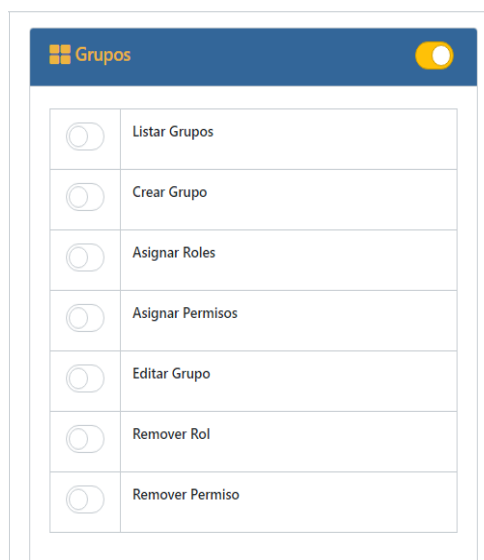 Grupos
Listar Grupos
Crear Grupo
Asignar Roles
Asignar Permisos
Editar Grupo
Remover Rol
Remover Permiso